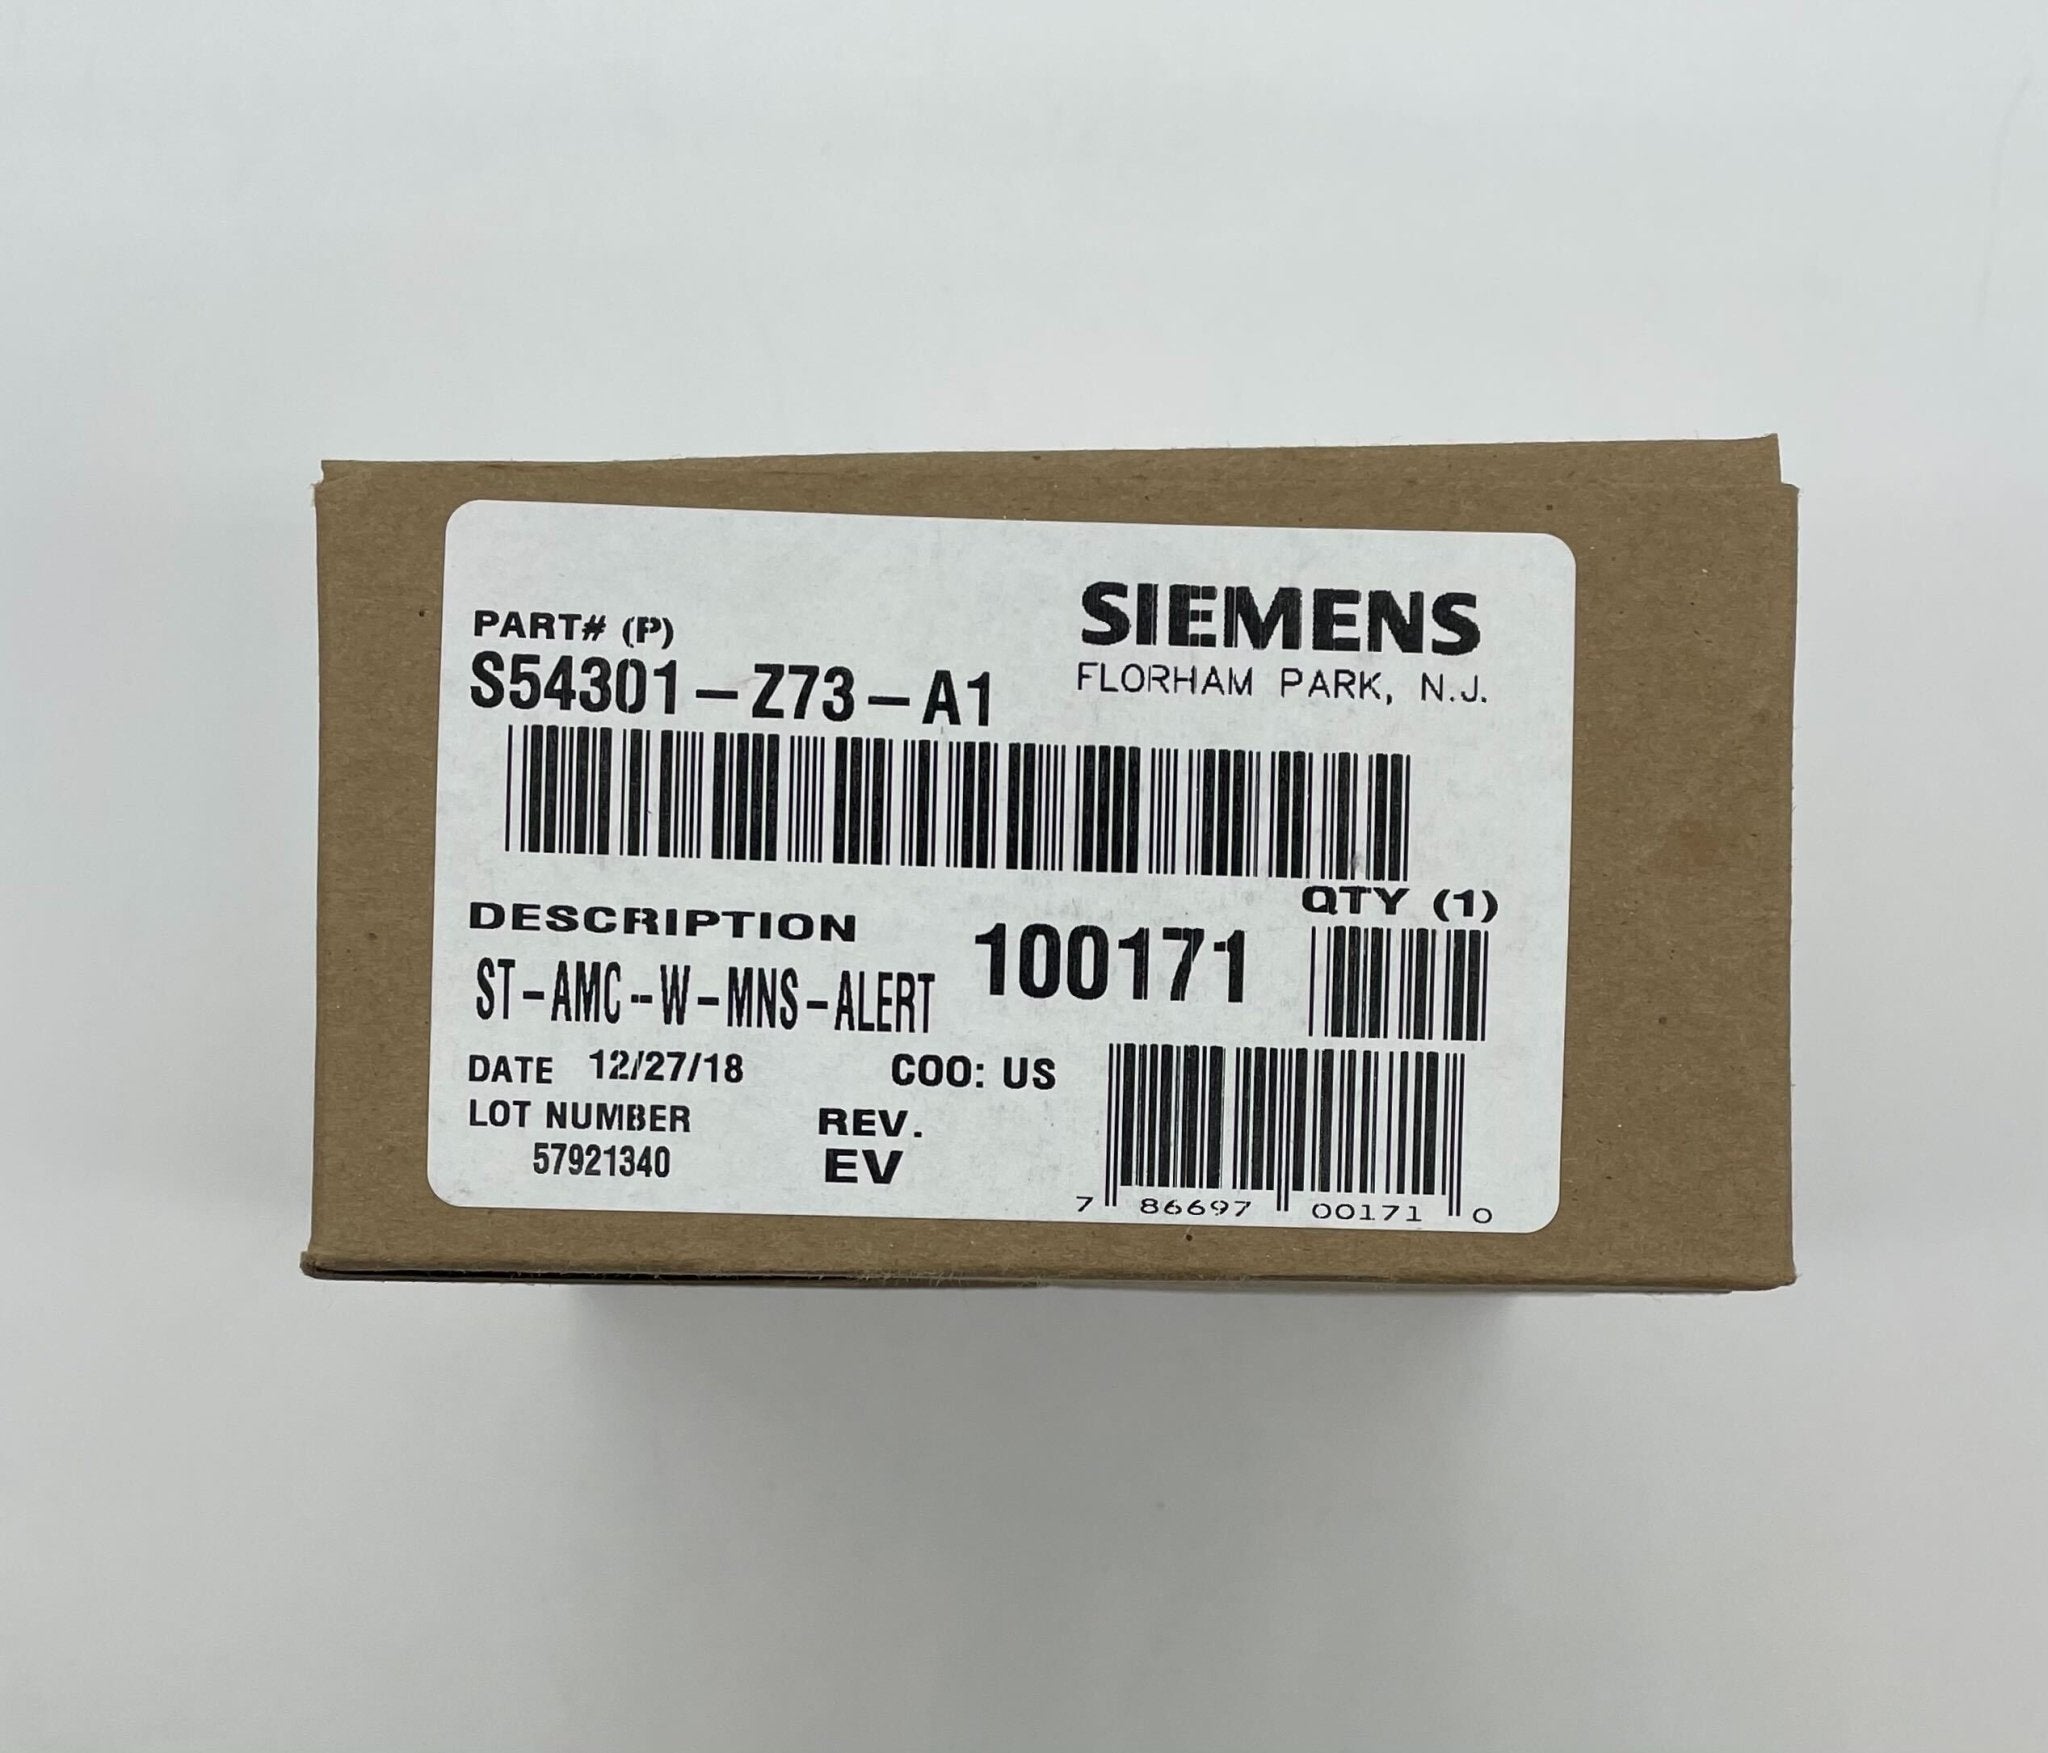 PART# (P)
S54301-Z73-A1
SIEMENS
FLORHAM PARK, N.J.
DESCRIPTION
ST-AMC-W-MNS-ALERT
100171
QTY (1)
DATE 12/27/18
COO: US
LOT NUMBER
57921340
REV.
EV
7 86697 00171 0